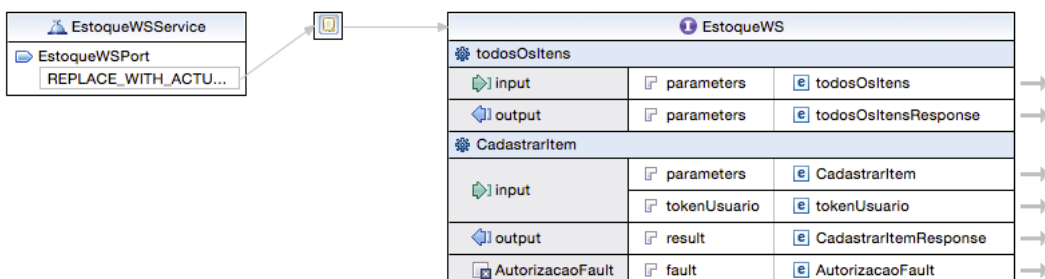 EstoqueWSService
EstoqueWSPort
REPLACE_WITH_ACTU...
EstoqueWS
todosOsItens
input parameters todosOsItens
output parameters todosOsItensResponse
CadastrarItem
input parameters CadastrarItem
tokenUsuario tokenUsuario
output result CadastrarItemResponse
AutorizacaoFault fault AutorizacaoFault